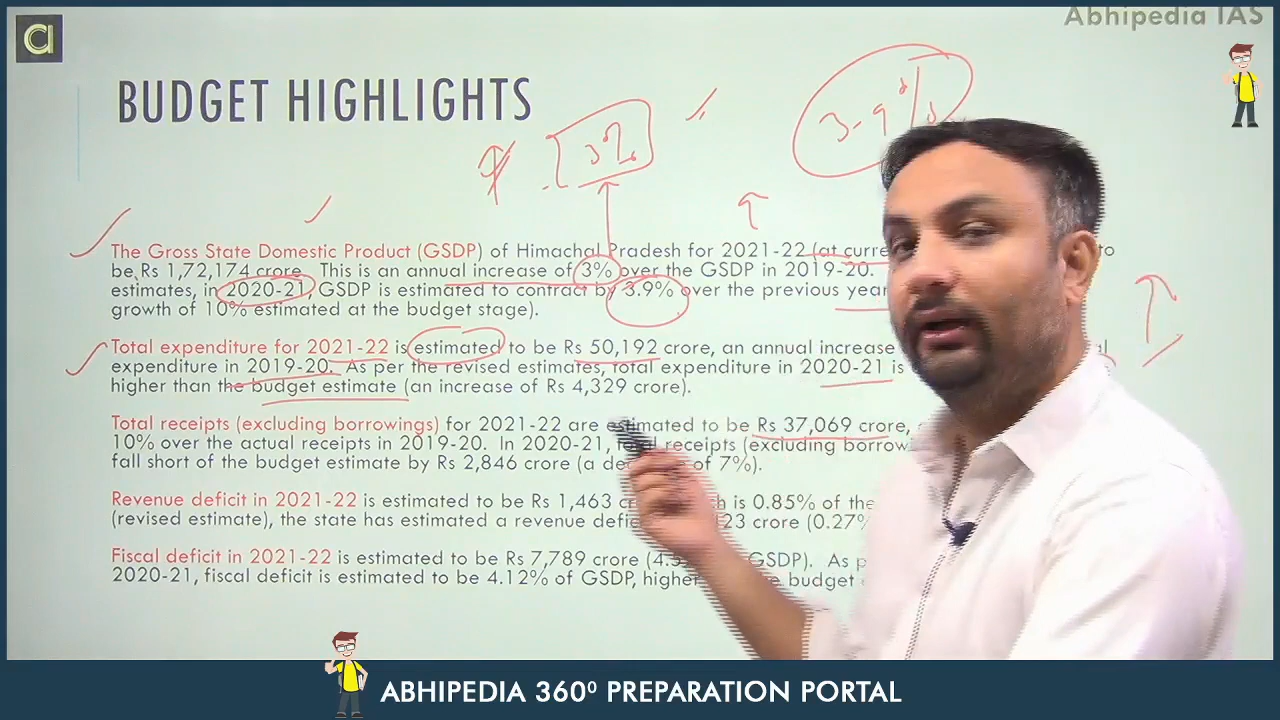 Abhipedia IAS
a
BUDGET HIGHLIGHTS
3%
3.9%
The Gross State Domestic Product (GSDP) of Himachal Pradesh for 2021-22 (at curre to
be Rs 1,72,174 crore. This is an annual increase of 3% over the GSDP in 2019-20.
estimates, in 2020-21, GSDP is estimated to contract by 3.9% over the previous year
growth of 10% estimated at the budget stage).
Total expenditure for 2021-22 is estimated to be Rs 50,192 crore, an annual increase
expenditure in 2019-20. As per the revised estimates, total expenditure in 2020-21 is
higher than the budget estimate (an increase of Rs 4,329 crore).
Total receipts (excluding borrowings) for 2021-22 are estimated to be Rs 37,069 crore,
10% over the actual receipts in 2019-20. In 2020-21, total receipts (excluding borrow
fall short of the budget estimate by Rs 2,846 crore (a de of 7%).
Revenue deficit in 2021-22 is estimated to be Rs 1,463 is 0.85% of the
(revised estimate), the state has estimated a revenue defic 23 crore (0.27%
Fiscal deficit in 2021-22 is estimated to be Rs 7,789 crore GSDP). As p
2020-21, fiscal deficit is estimated to be 4.12% of GSDP, higher budget
ABHIPEDIA 360⁰ PREPARATION PORTAL